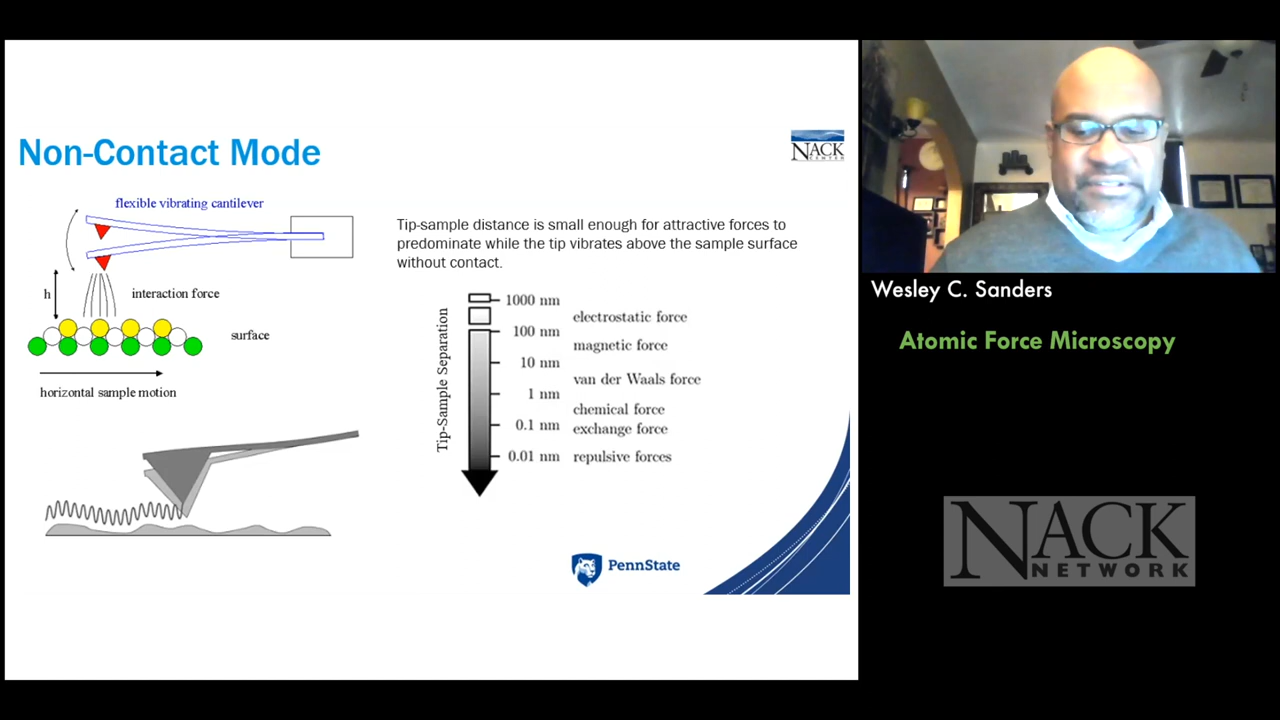 Non-Contact Mode
NACK
CENTER
flexible vibrating cantilever
h
interaction force
surface
horizontal sample motion
Tip-sample distance is small enough for attractive forces to
predominate while the tip vibrates above the sample surface
without contact.
Tip-Sample Separation
1000 nm
electrostatic force
100 nm
magnetic force
10 nm
van der Waals force
1 nm
chemical force
0.1 nm
exchange force
0.01 nm
repulsive forces
PennState
Wesley C. Sanders
Atomic Force Microscopy
NACK
NETWORK